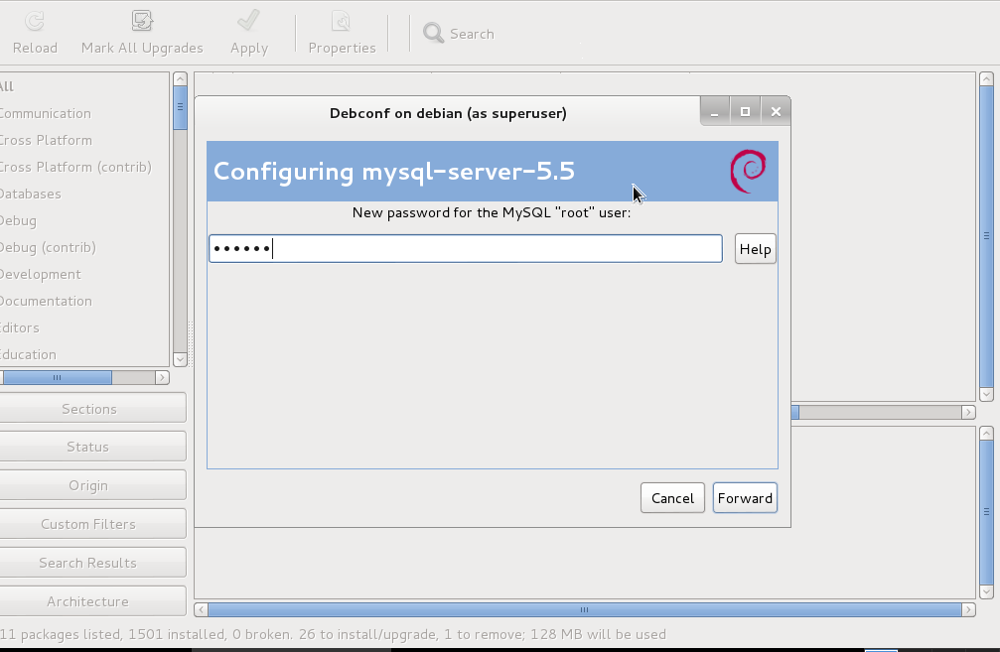 Reload Mark All Upgrades Apply Properties Search
All
Communication
Cross Platform
Cross Platform (contrib)
Databases
Debug
Debug (contrib)
Development
Documentation
Editors
Education
Sections
Status
Origin
Custom Filters
Search Results
Architecture
Debconf on debian (as superuser)
Configuring mysql-server-5.5
New password for the MySQL "root" user:
••••••
Help
Cancel Forward
11 packages listed, 1501 installed, 0 broken. 26 to install/upgrade, 1 to remove; 128 MB will be used